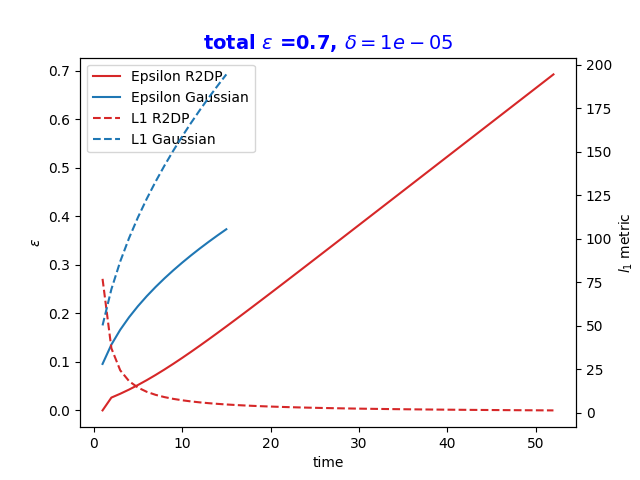 total ε =0.7, δ = 1e − 05
Epsilon R2DP
Epsilon Gaussian
L1 R2DP
L1 Gaussian
0.7
0.6
0.5
0.4
0.3
0.2
0.1
0.0
ε
200
175
150
125
100
75
50
25
0
l₁ metric
0 10 20 30 40 50
time